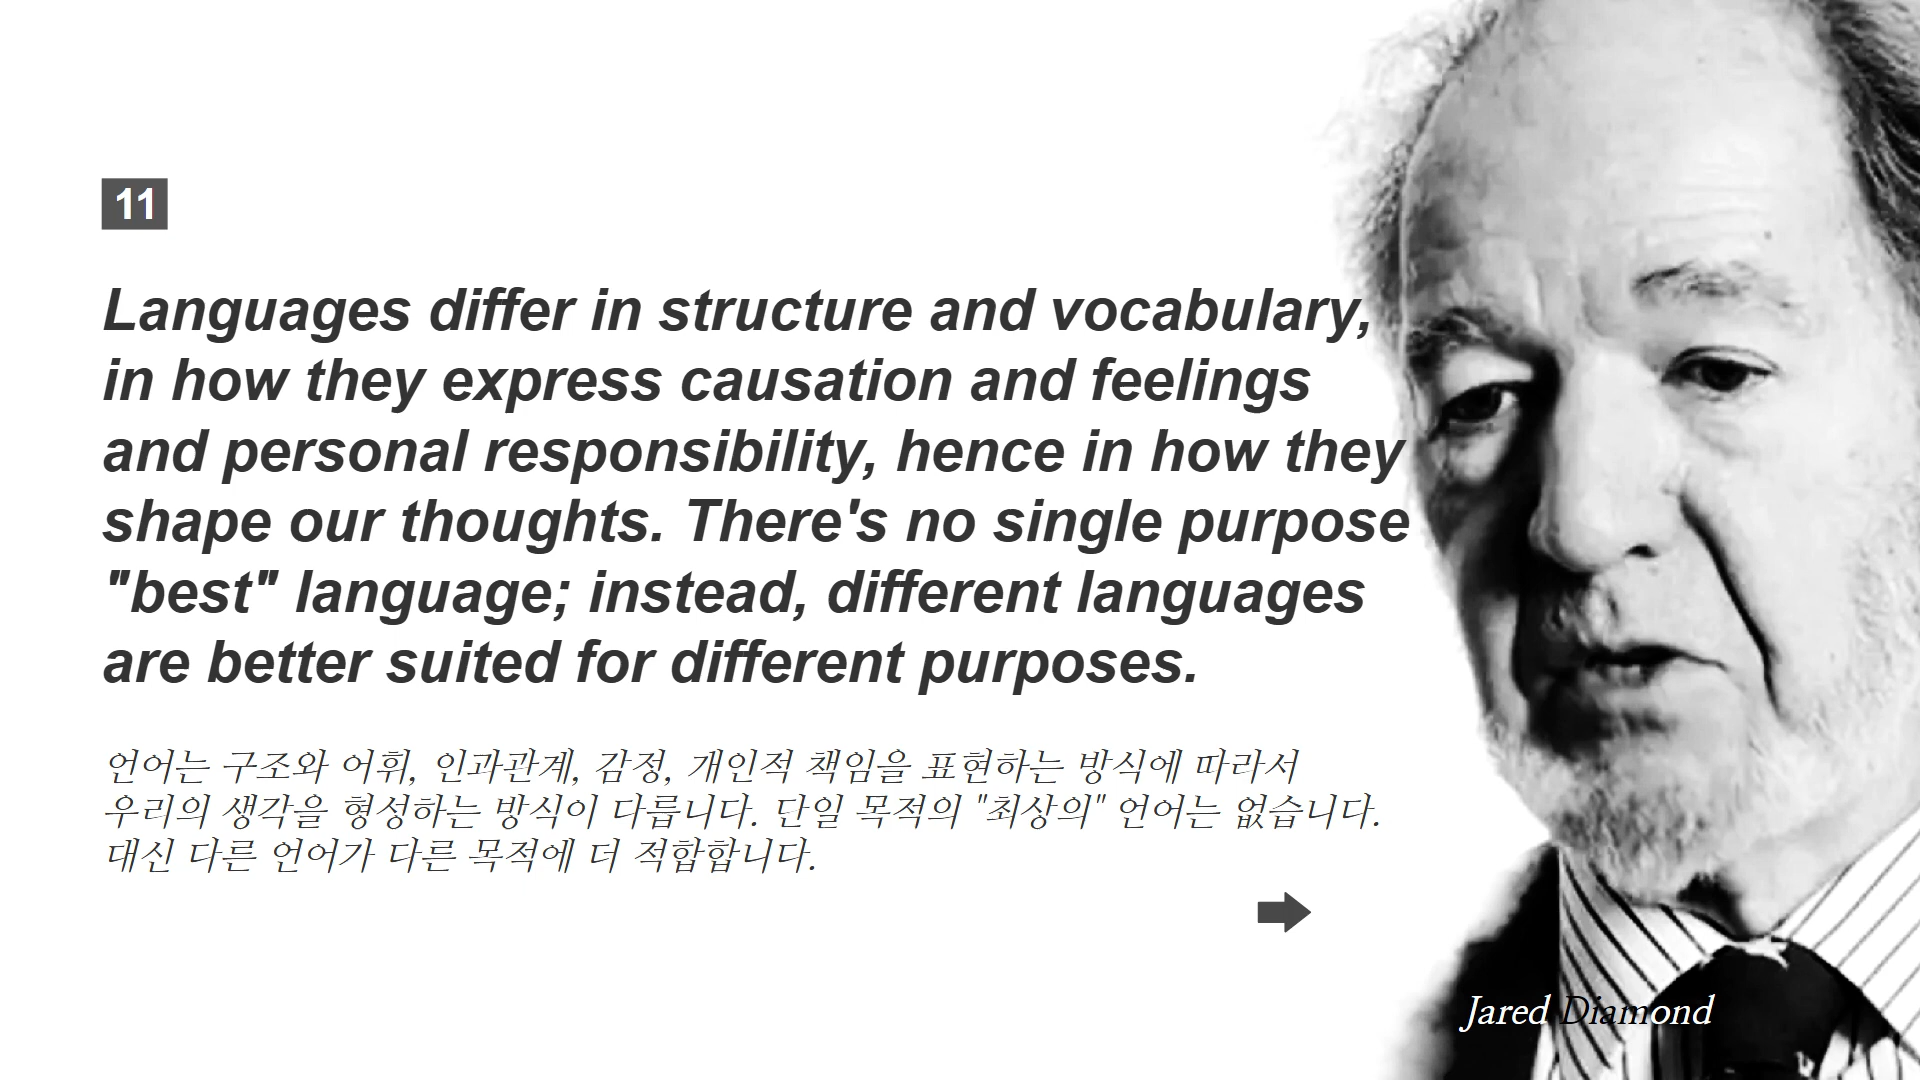 11
Languages differ in structure and vocabulary,
in how they express causation and feelings
and personal responsibility, hence in how they
shape our thoughts. There's no single purpose
"best" language; instead, different languages
are better suited for different purposes.
언어는 구조와 어휘, 인과관계, 감정, 개인적 책임을 표현하는 방식에 따라서
우리의 생각을 형성하는 방식이 다릅니다. 단일 목적의 "최상의" 언어는 없습니다.
대신 다른 언어가 다른 목적에 더 적합합니다.
Jared Diamond